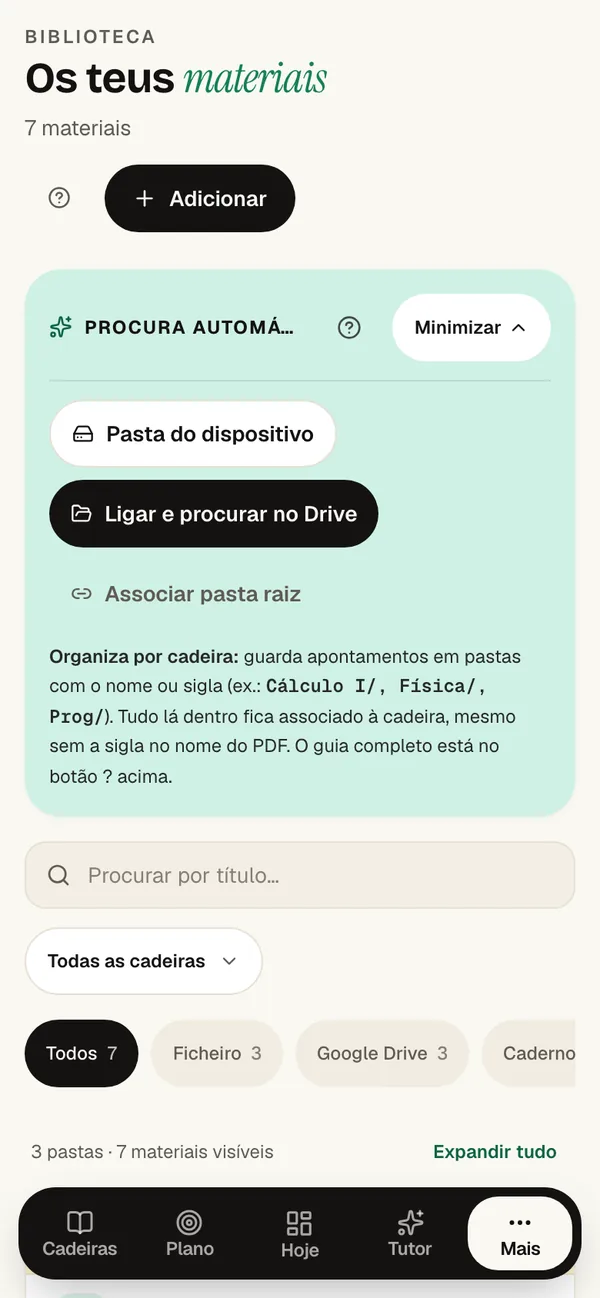 BIBLIOTECA
Os teus materiais
7 materiais
Adicionar
PROCURA AUTOMÁ...
Minimizar
Pasta do dispositivo
Ligar e procurar no Drive
Associar pasta raiz
Organiza por cadeira: guarda apontamentos em pastas
com o nome ou sigla (ex.: Cálculo I/, Física/,
Prog/). Tudo lá dentro fica associado à cadeira, mesmo
sem a sigla no nome do PDF. O guia completo está no
botão ? acima.
Procurar por título...
Todas as cadeiras
Todos 7 Ficheiro 3 Google Drive 3 Caderno
3 pastas · 7 materiais visíveis Expandir tudo
Cadeiras Plano Hoje Tutor Mais